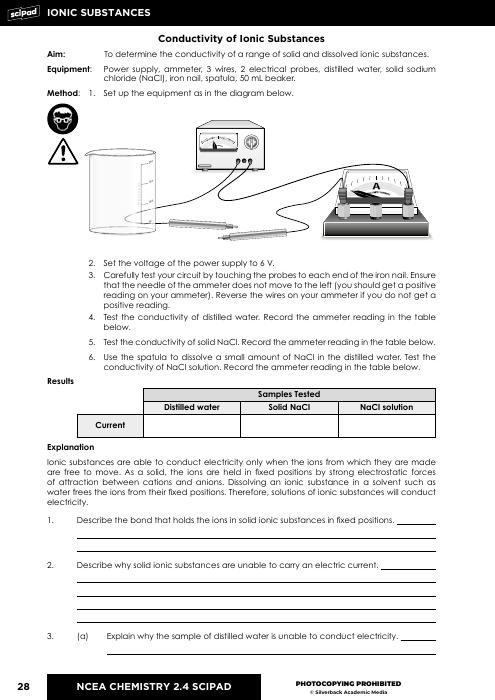 scipad IONIC SUBSTANCES
Conductivity of Ionic Substances
Aim: To determine the conductivity of a range of solid and dissolved ionic substances.
Equipment: Power supply, ammeter, 3 wires, 2 electrical probes, distilled water, solid sodium
chloride (NaCl), iron nail, spatula, 50 mL beaker.
Method: 1. Set up the equipment as in the diagram below.
A
2. Set the voltage of the power supply to 6 V.
3. Carefully test your circuit by touching the probes to each end of the iron nail. Ensure
that the needle of the ammeter does not move to the left (you should get a positive
reading on your ammeter). Reverse the wires on your ammeter if you do not get a
positive reading.
4. Test the conductivity of distilled water. Record the ammeter reading in the table
below.
5. Test the conductivity of solid NaCl. Record the ammeter reading in the table below.
6. Use the spatula to dissolve a small amount of NaCl in the distilled water. Test the
conductivity of NaCl solution. Record the ammeter reading in the table below.
Results
Samples Tested
Distilled water Solid NaCl NaCl solution
Current
Explanation
Ionic substances are able to conduct electricity only when the ions from which they are made
are free to move. As a solid, the ions are held in fixed positions by strong electrostatic forces
of attraction between cations and anions. Dissolving an ionic substance in a solvent such as
water frees the ions from their fixed positions. Therefore, solutions of ionic substances will conduct
electricity.
1. Describe the bond that holds the ions in solid ionic substances in fixed positions.
2. Describe why solid ionic substances are unable to carry an electric current.
3. (a) Explain why the sample of distilled water is unable to conduct electricity.
28 NCEA CHEMISTRY 2.4 SCIPAD PHOTOCOPYING PROHIBITED
© Silverback Academic Media